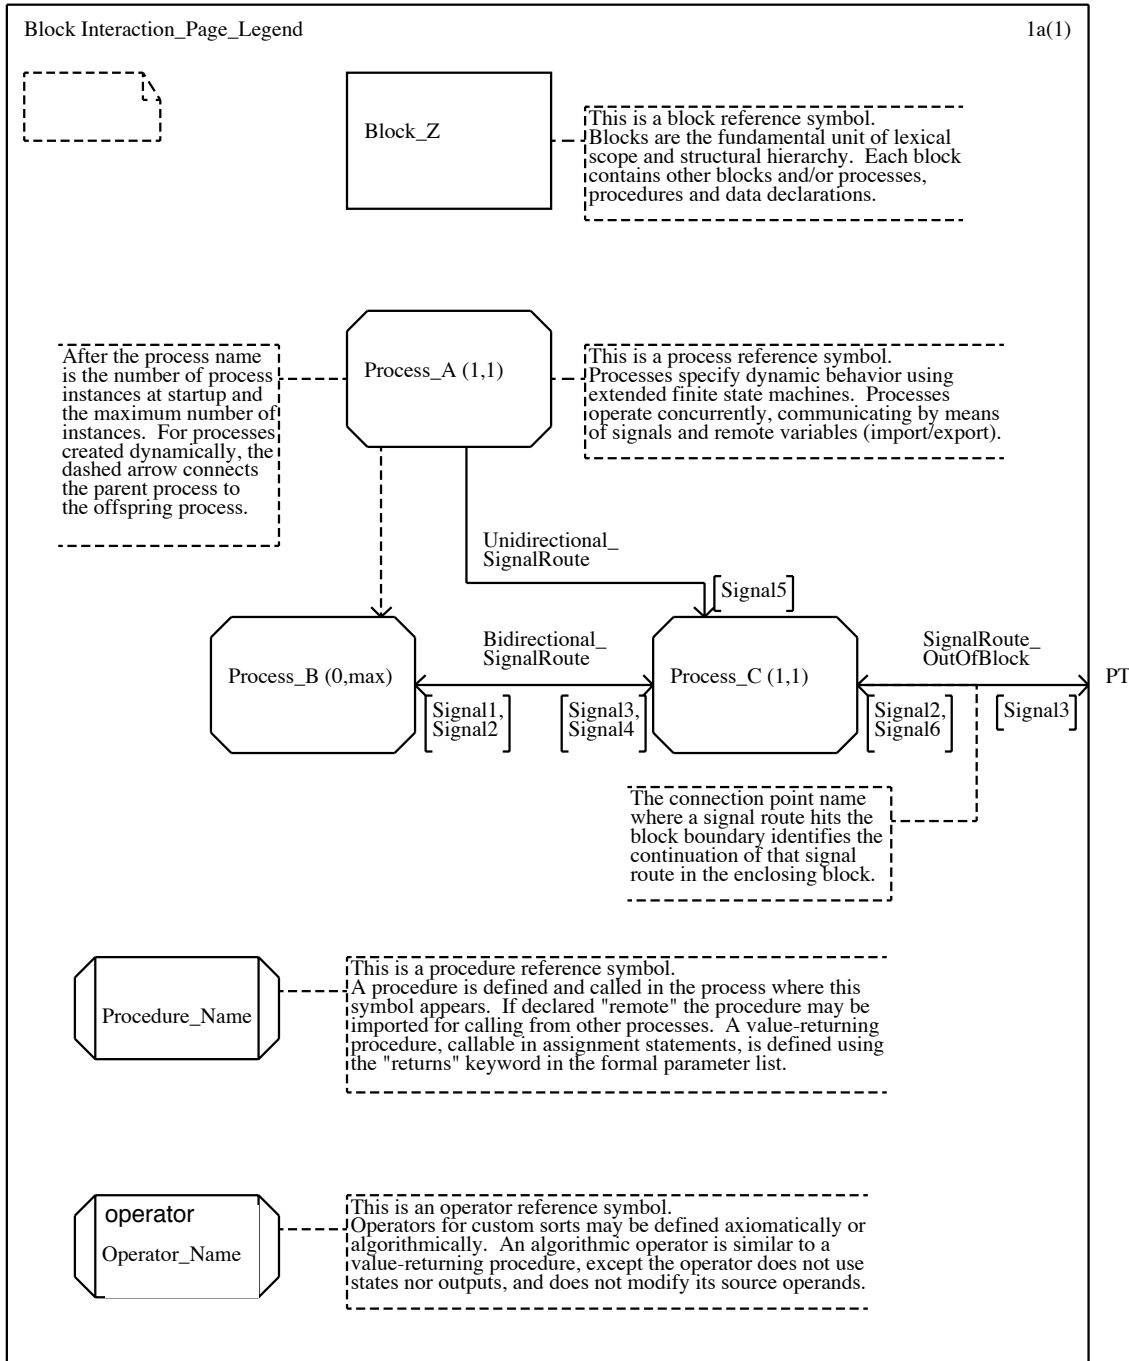 Block Interaction_Page_Legend
1a(1)
Block_Z
This is a block reference symbol.
Blocks are the fundamental unit of lexical
scope and structural hierarchy.  Each block
contains other blocks and/or processes,
procedures and data declarations.
After the process name
is the number of process
instances at startup and
the maximum number of
instances.  For processes
created dynamically, the
dashed arrow connects
the parent process to
the offspring process.
Process_A (1,1)
This is a process reference symbol.
Processes specify dynamic behavior using
extended finite state machines.  Processes
operate concurrently, communicating by means
of signals and remote variables (import/export).
Unidirectional_
SignalRoute
Signal5
Process_B (0,max)
Bidirectional_
SignalRoute
Process_C (1,1)
SignalRoute_
OutOfBlock
PT
Signal1,
Signal2
Signal3,
Signal4
Signal2,
Signal6
Signal3
The connection point name
where a signal route hits the
block boundary identifies the
continuation of that signal
route in the enclosing block.
Procedure_Name
This is a procedure reference symbol.
A procedure is defined and called in the process where this
symbol appears.  If declared "remote" the procedure may be
imported for calling from other processes.  A value-returning
procedure, callable in assignment statements, is defined using
the "returns" keyword in the formal parameter list.
operator
Operator_Name
This is an operator reference symbol.
Operators for custom sorts may be defined axiomatically or
algorithmically.  An algorithmic operator is similar to a
value-returning procedure, except the operator does not use
states nor outputs, and does not modify its source operands.